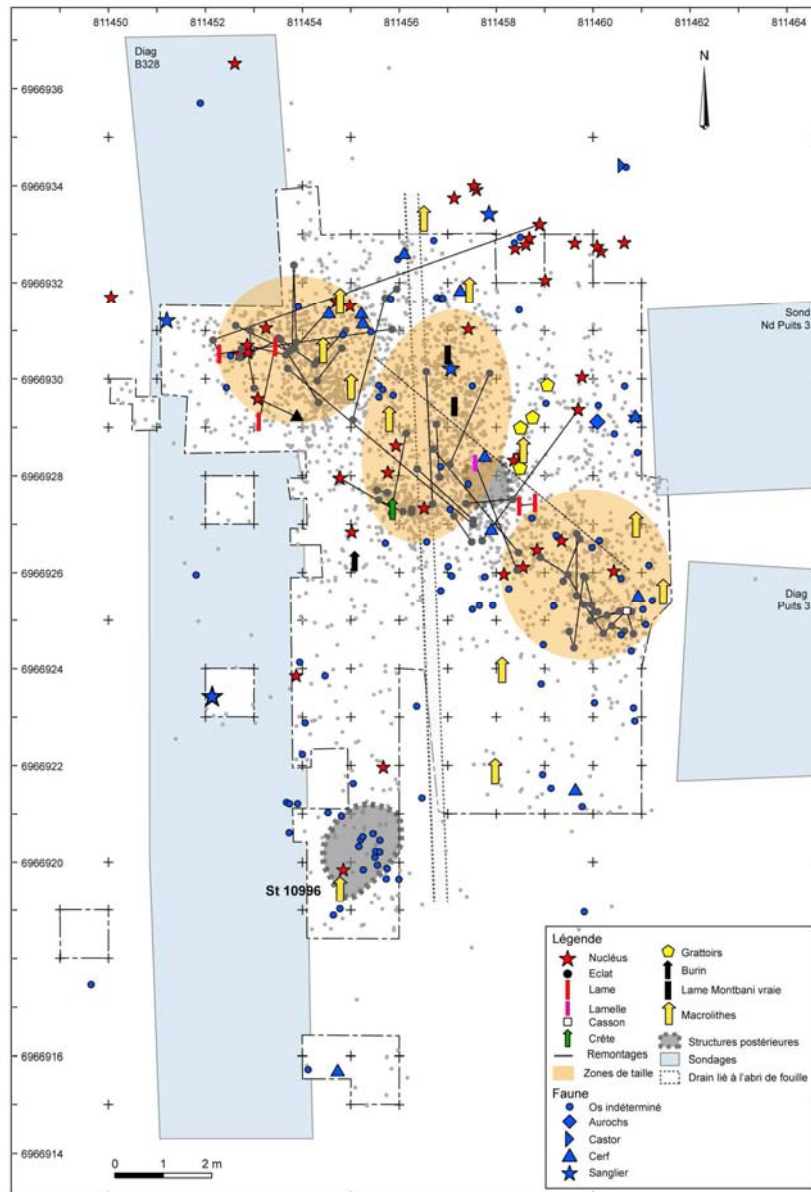 811450 811452 811454 811456 811458 811460 811462 811464
Diag
B328
N
6966936
6966934
6966932
Sond
Nd Puits 3
6966930
6966928
6966926
Diag
Puits 3
6966924
6966922
6966920
St 10996
6966918
6966916
6966914
0 1 2 m
Légende
Nucléus
Eclat
Lame
Lamelle
Casson
Crête
Remontages
Zones de taille
Grattoirs
Burin
Lame Montbani vraie
Macrolithes
Structures postérieures
Sondages
Drain lié à l'abri de fouille
Faune
Os indéterminé
Aurochs
Castor
Cerf
Sanglier